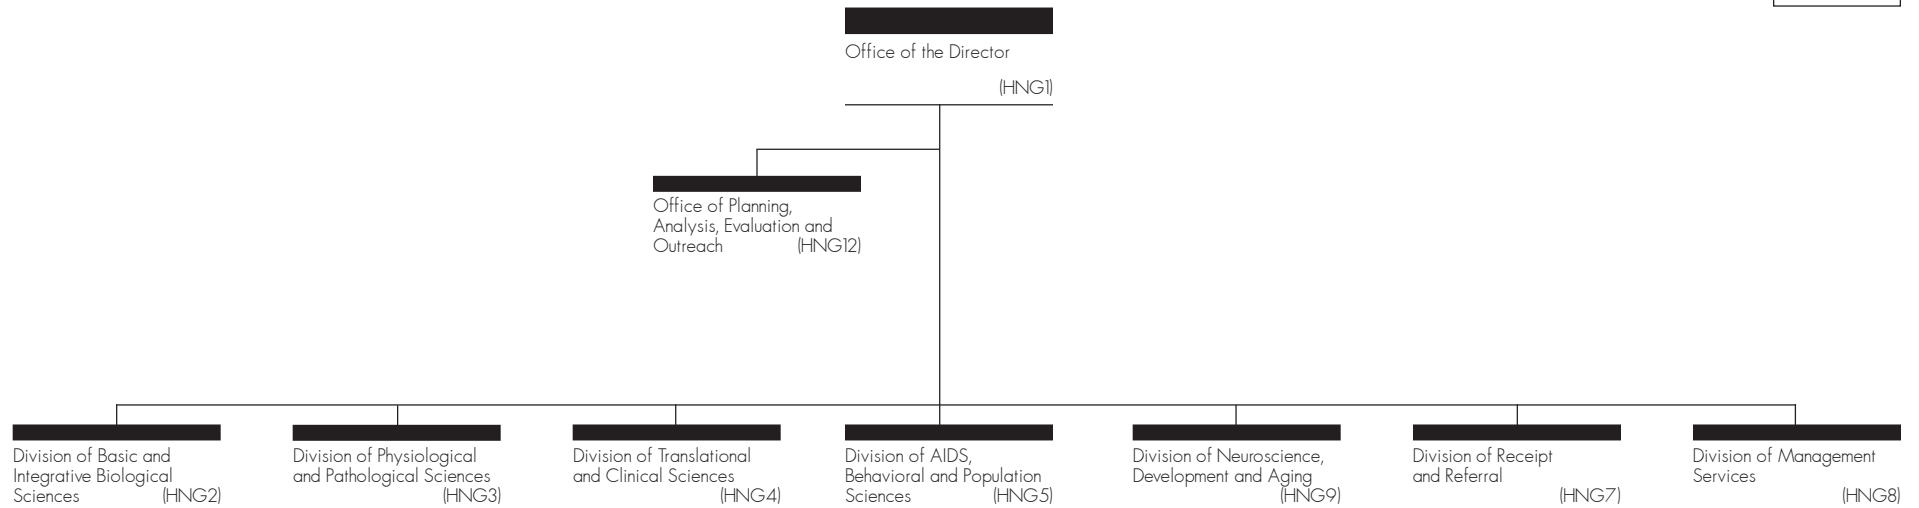 Office of the Director
(HNG1)
Office of Planning,
Analysis, Evaluation and
Outreach (HNG12)
Division of Basic and
Integrative Biological
Sciences (HNG2)
Division of Physiological
and Pathological Sciences
(HNG3)
Division of Translational
and Clinical Sciences
(HNG4)
Division of AIDS,
Behavioral and Population
Sciences (HNG5)
Division of Neuroscience,
Development and Aging
(HNG9)
Division of Receipt
and Referral
(HNG7)
Division of Management
Services
(HNG8)